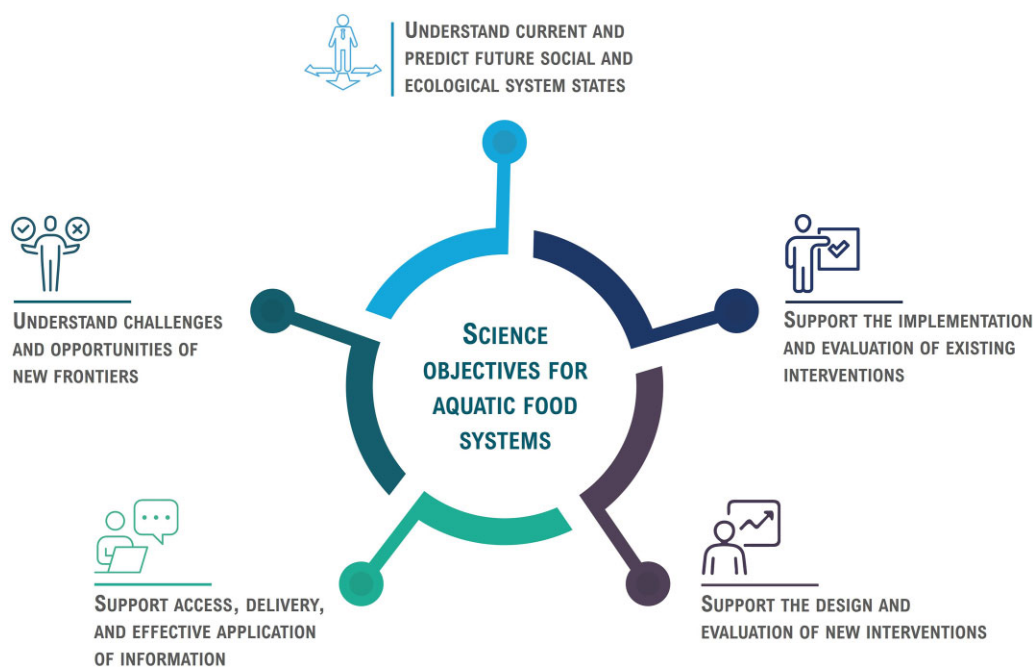 Understand current and
predict future social and
ecological system states
Support the implementation
and evaluation of existing
interventions
Support the design and
evaluation of new interventions
Support access, delivery,
and effective application
of information
Understand challenges
and opportunities of
new frontiers
Science
objectives for
aquatic food
systems